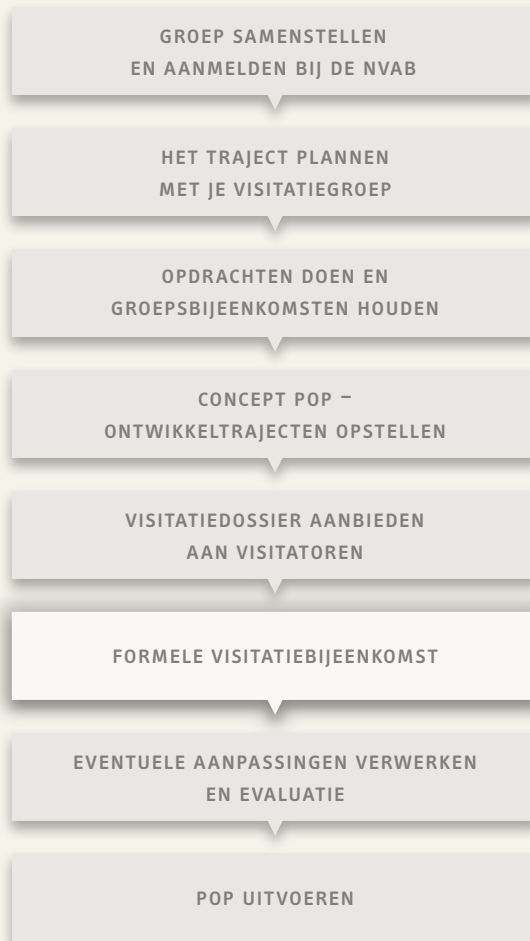 GROEP SAMENSTELLEN
EN AANMELDEN BIJ DE NVAB
HET TRAJECT PLANNEN
MET JE VISITATIEGROEP
OPDRACHTEN DOEN EN
GROEPSBIJEENKOMSTEN HOUDEN
CONCEPT POP –
ONTWIKKELTRAJECTEN OPSTELLEN
VISITATIEDOSSIER AANBIEDEN
AAN VISITATOREN
FORMELE VISITATIEBIJEENKOMST
EVENTUELE AANPASSINGEN VERWERKEN
EN EVALUATIE
POP UITVOEREN